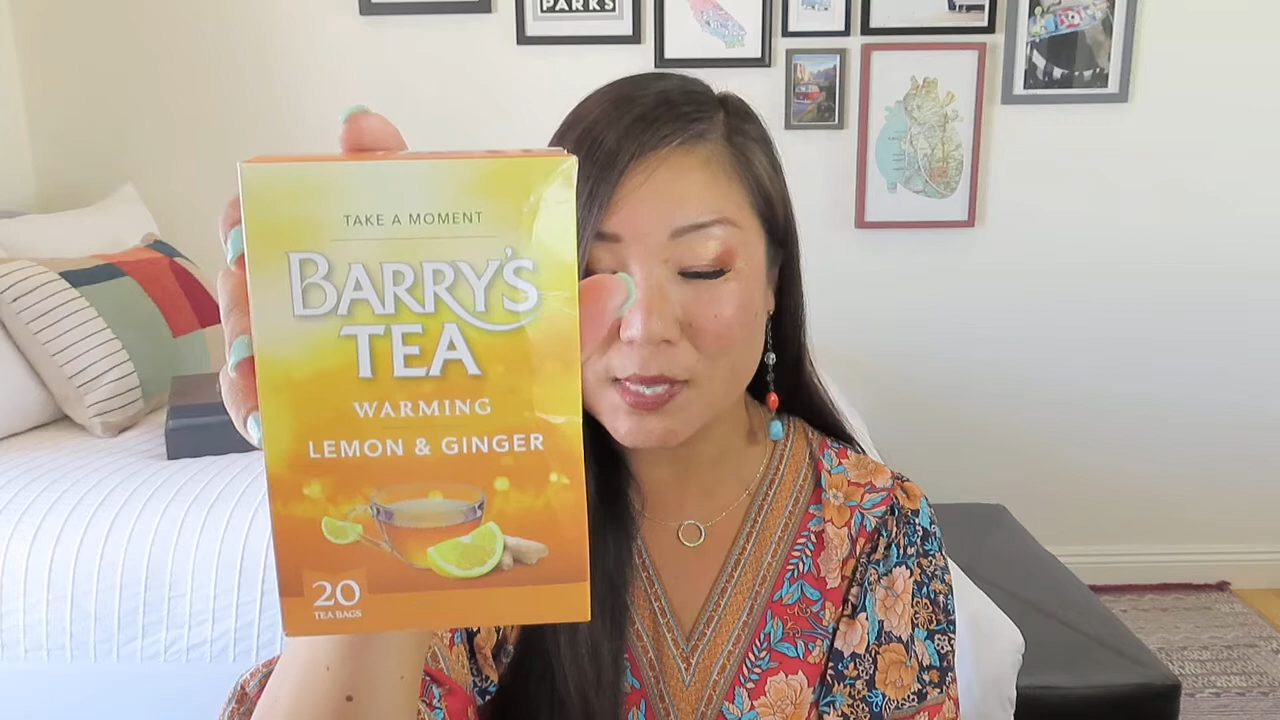 PARKS
TAKE A MOMENT
BARRY'S
TEA
WARMING
LEMON & GINGER
20
TEA BAGS